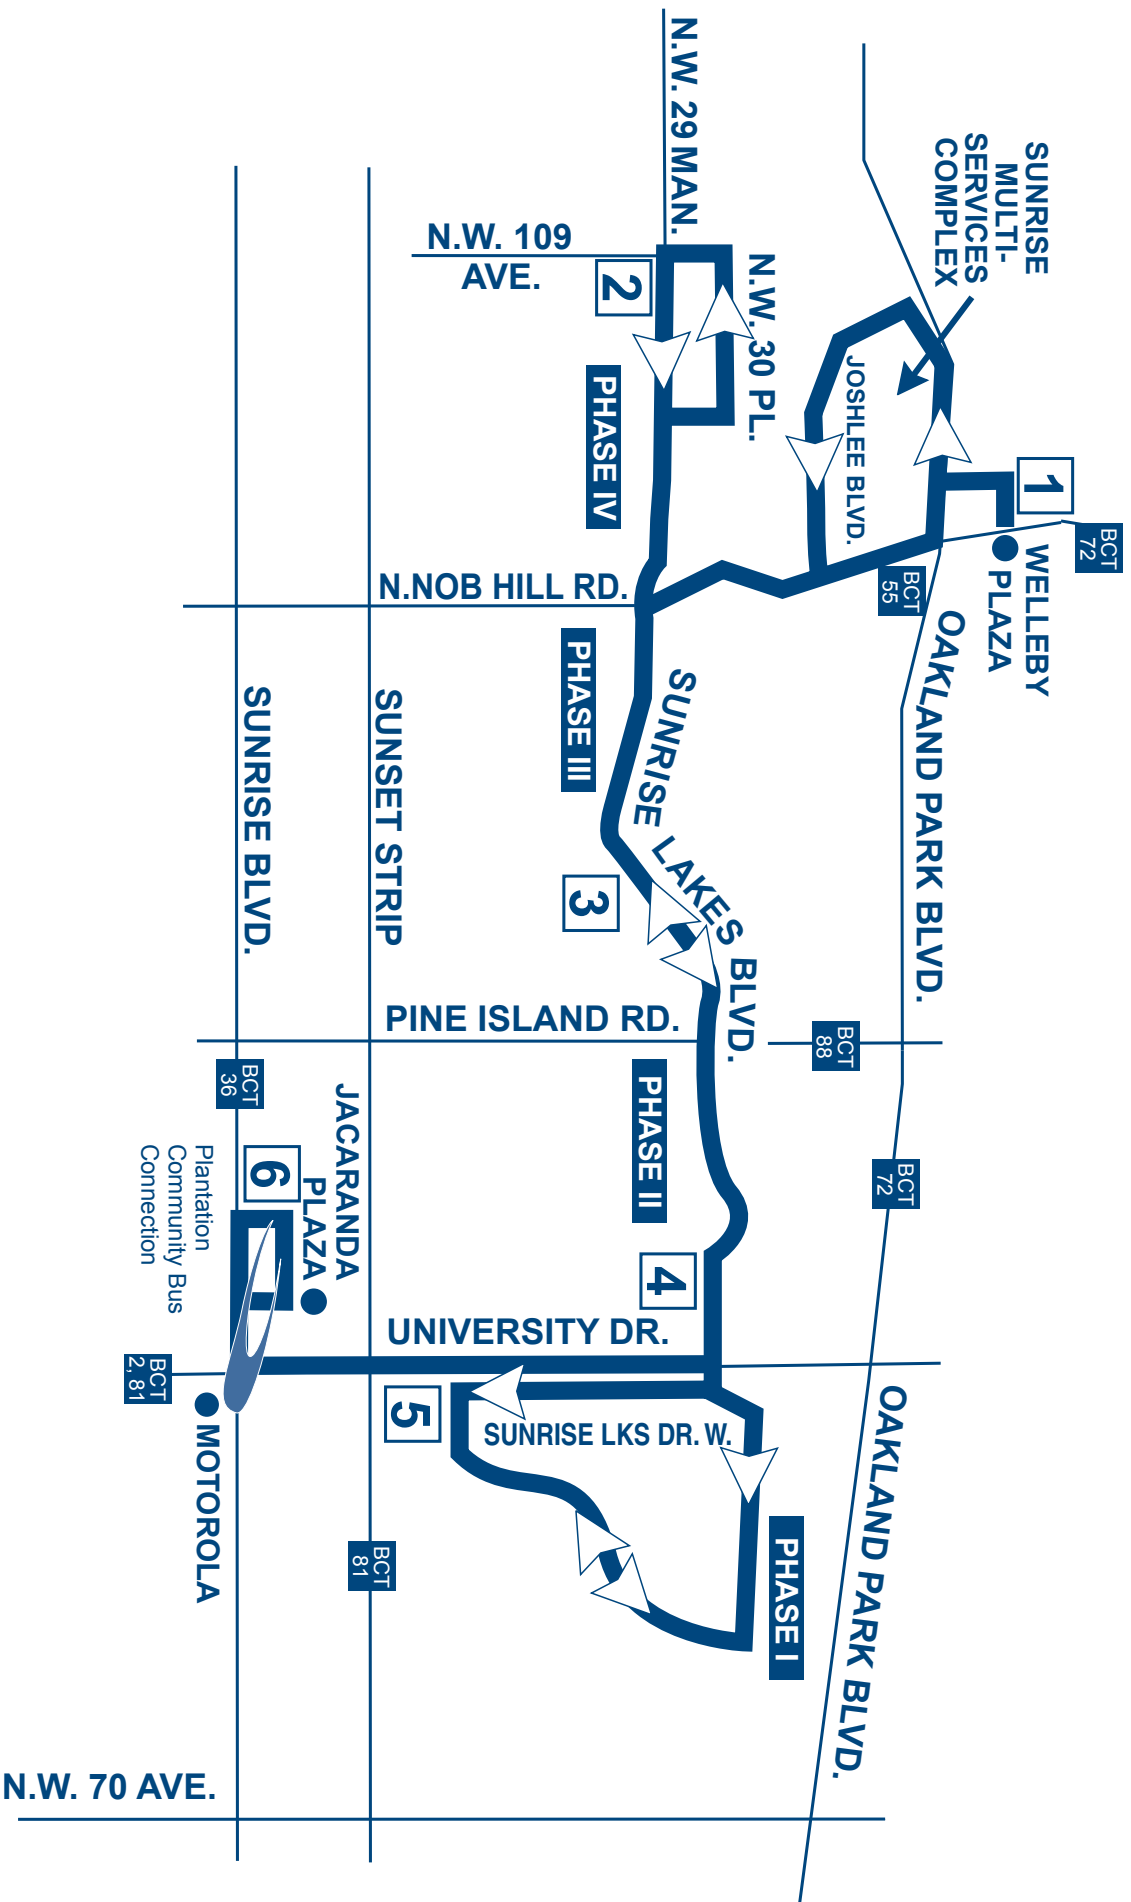 N.W. 29 MAN.
SUNRISE
MULTI-
SERVICES
COMPLEX
N.W. 109
AVE.
2
N.W. 30 PL.
PHASE IV
JOSHLEE BLVD.
1
WELLEBY
PLAZA
BCT
72
BCT
55
N.NOB HILL RD.
OAKLAND PARK BLVD.
PHASE III
SUNRISE LAKES BLVD.
3
SUNSET STRIP
SUNRISE BLVD.
PINE ISLAND RD.
BCT
88
BCT
36
PHASE II
BCT
72
JACARANDA
PLAZA
6
Plantation
Community Bus
Connection
4
UNIVERSITY DR.
BCT
2, 81
MOTOROLA
5
SUNRISE LKS DR. W.
OAKLAND PARK BLVD.
PHASE I
BCT
81
N.W. 70 AVE.